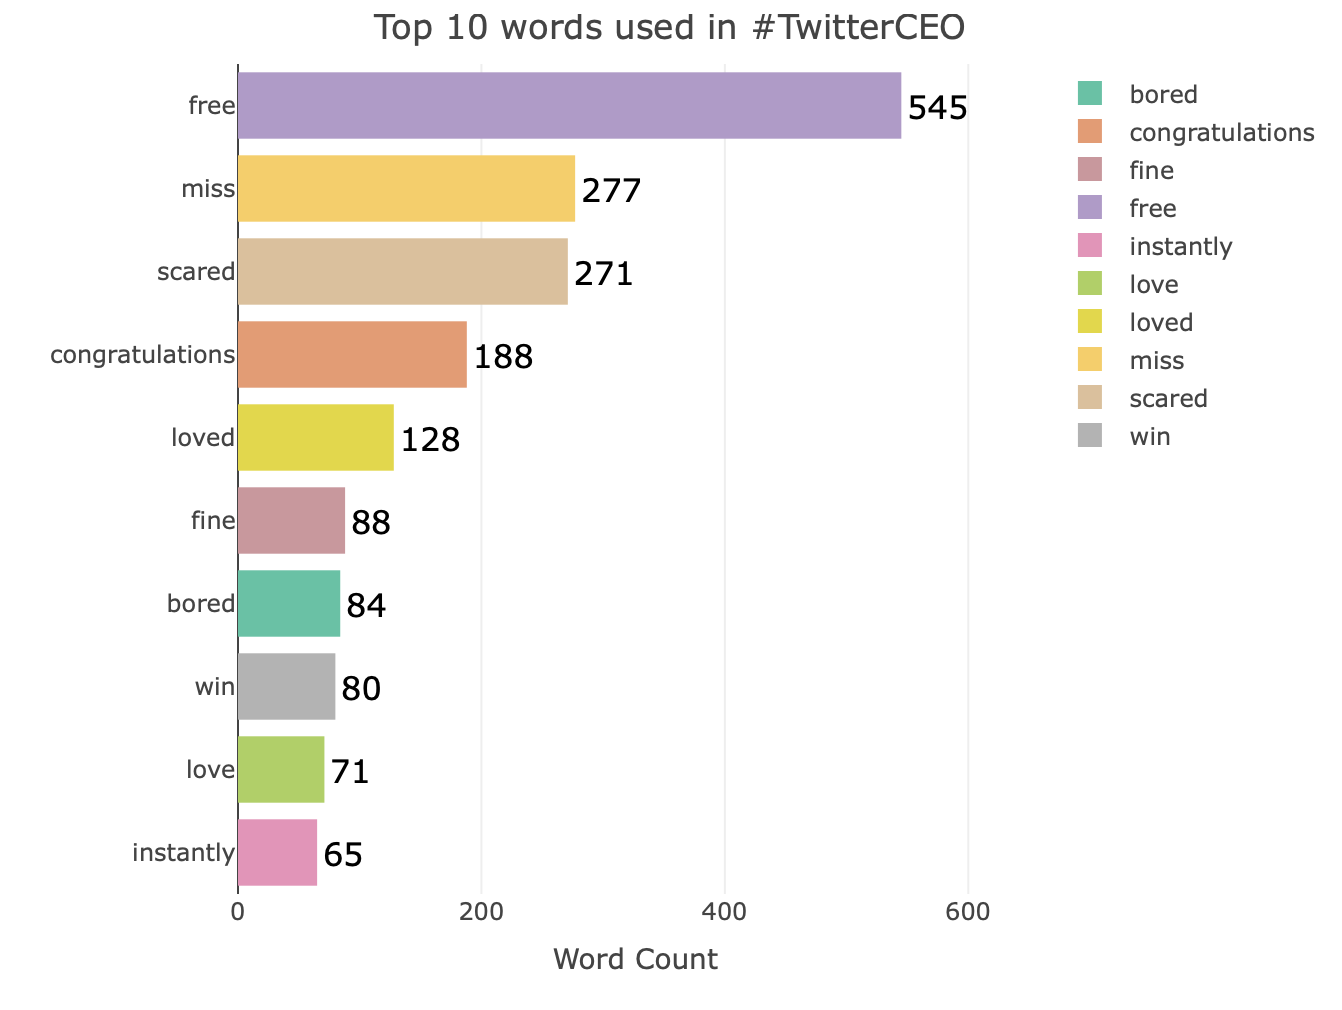 Top 10 words used in #TwitterCEO
free
545
miss
277
scared
271
congratulations
188
loved
128
fine
88
bored
84
win
80
love
71
instantly
65
0 200 400 600
Word Count
bored
congratulations
fine
free
instantly
love
loved
miss
scared
win